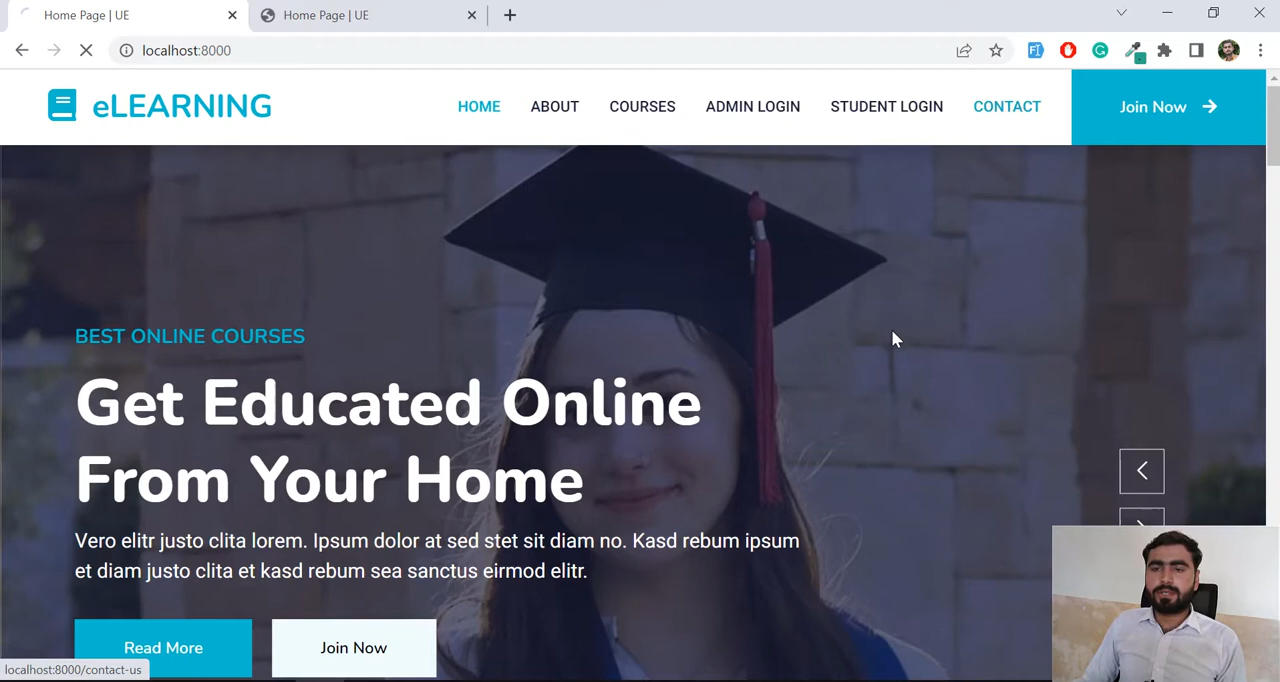 Home Page | UE
Home Page | UE
localhost:8000
eLEARNING
HOME
ABOUT
COURSES
ADMIN LOGIN
STUDENT LOGIN
CONTACT
Join Now
BEST ONLINE COURSES
Get Educated Online
From Your Home
Vero elitr justo clita lorem. Ipsum dolor at sed stet sit diam no. Kasd rebum ipsum
et diam justo clita et kasd rebum sea sanctus eirmod elitr.
Read More
Join Now
localhost:8000/contact-us